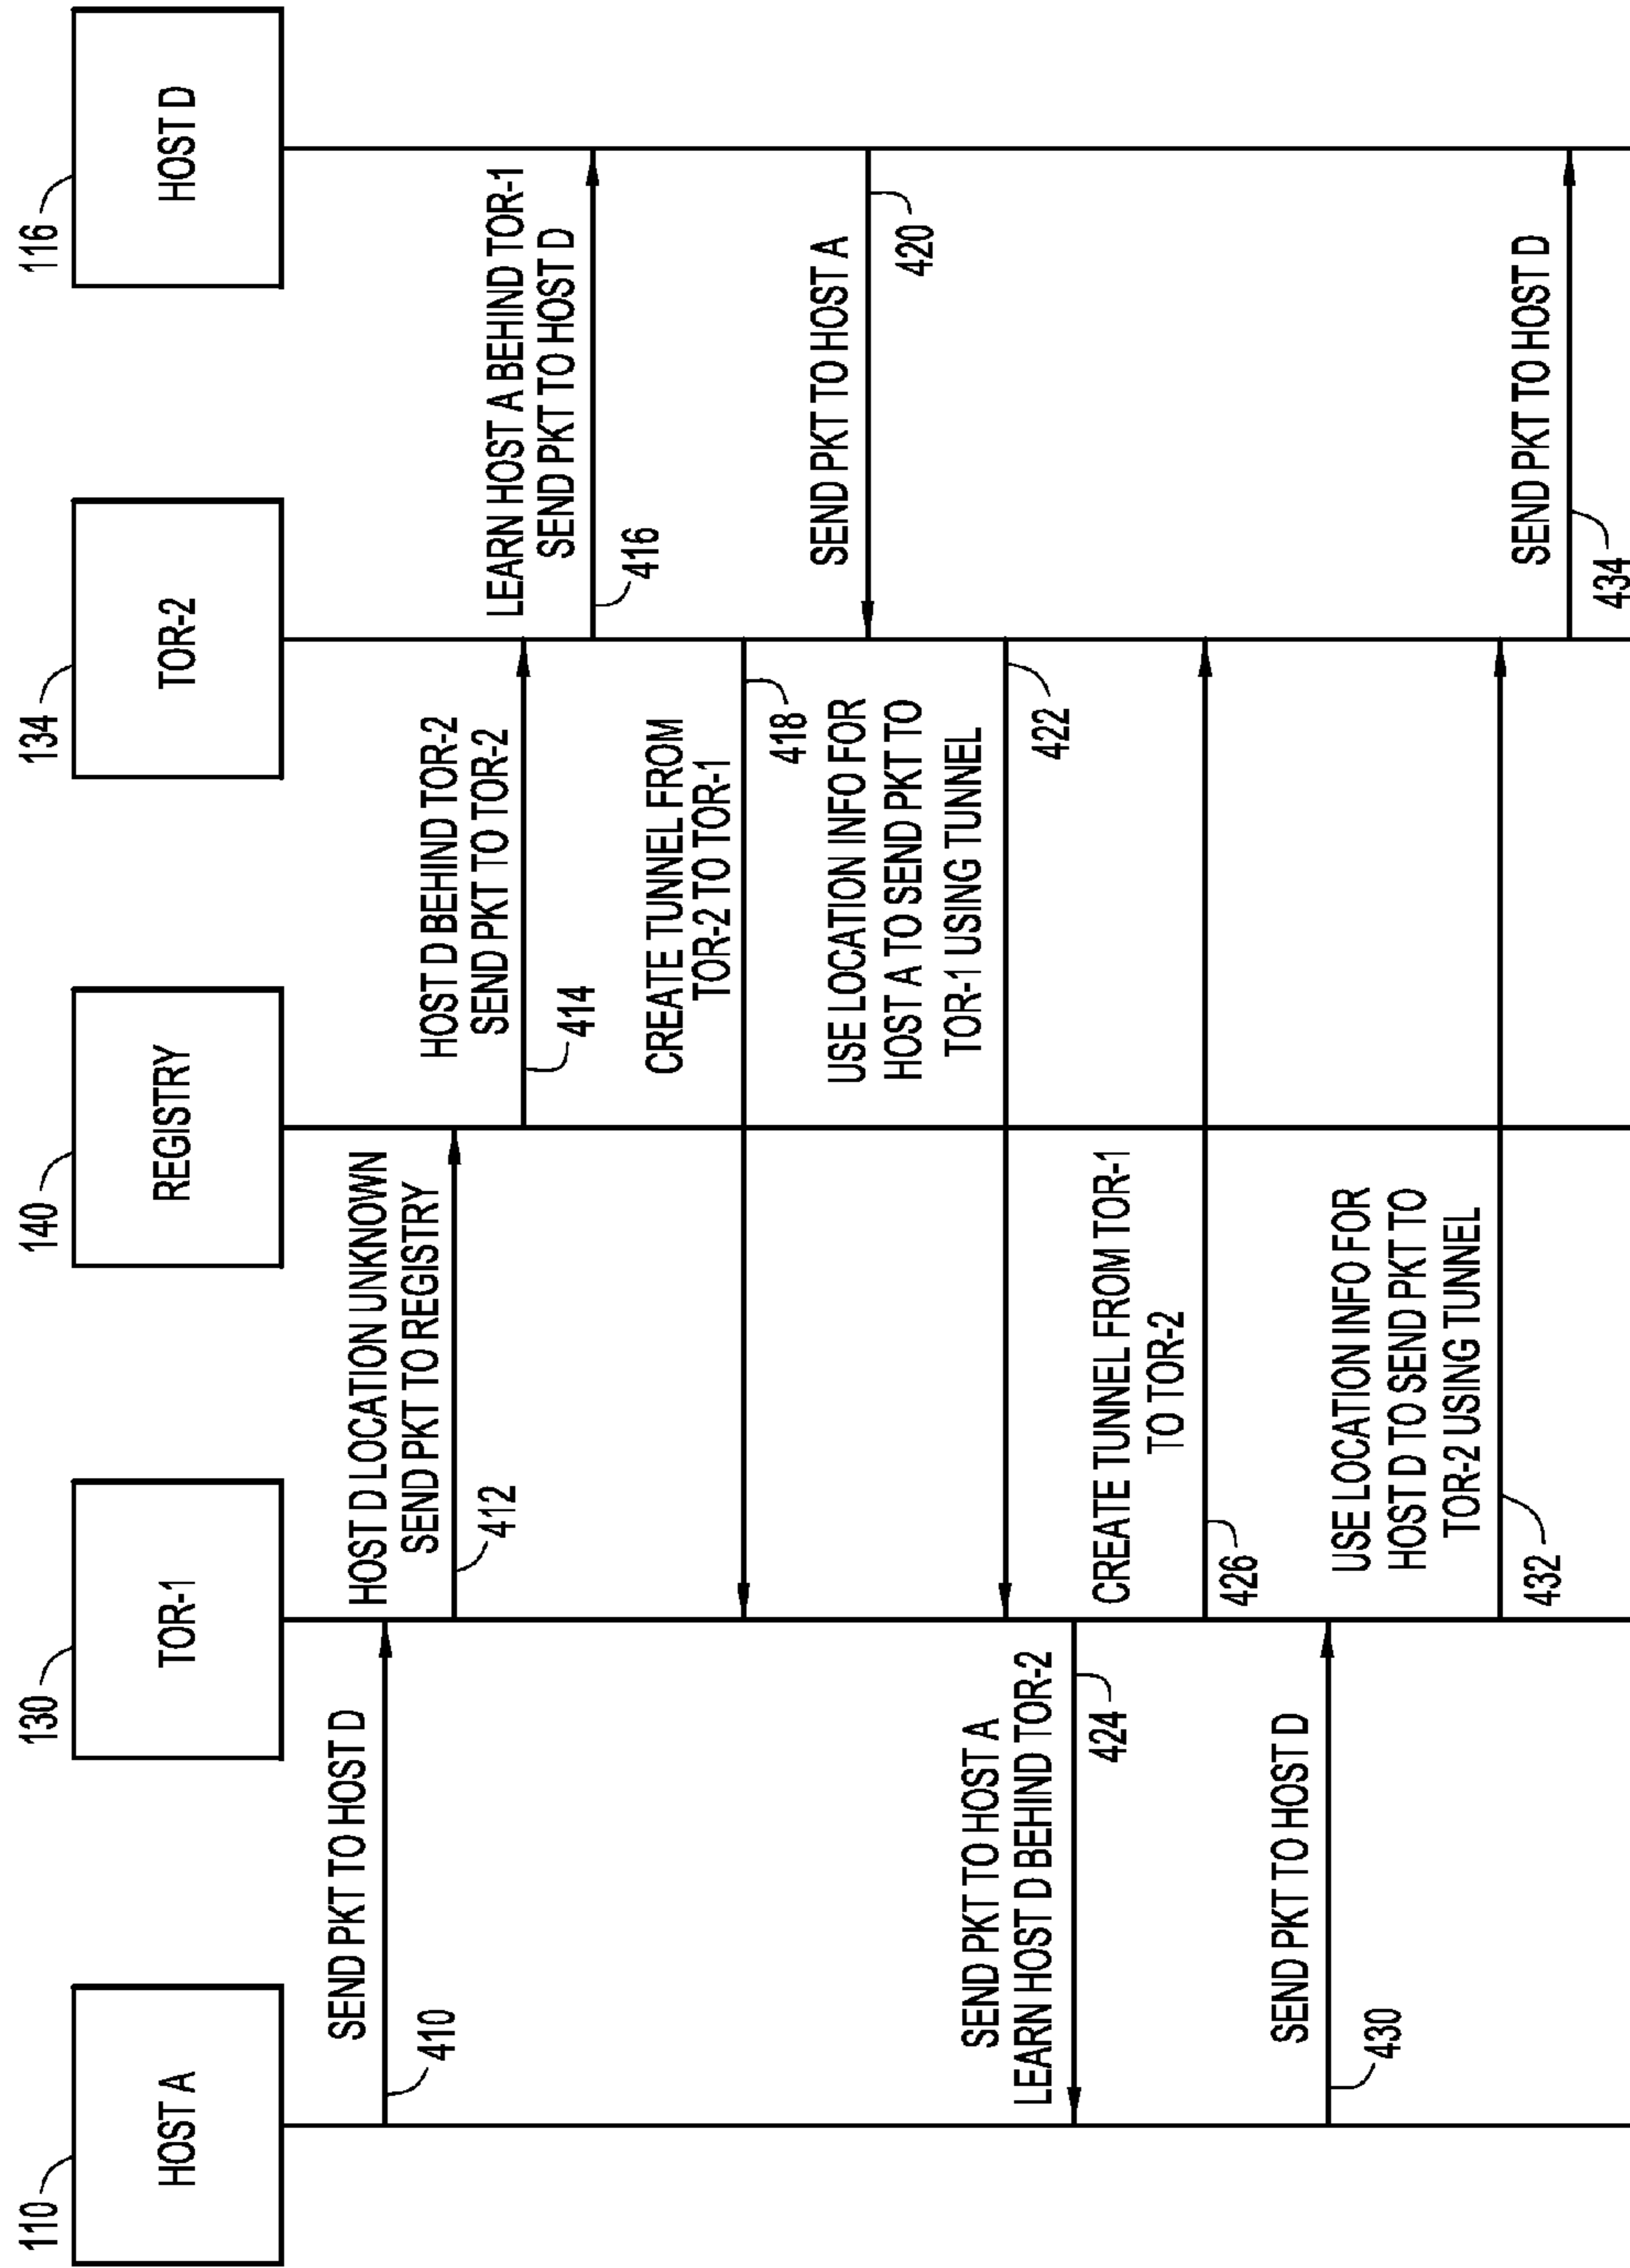 110
HOST A
130
TOR-1
140
REGISTRY
134
TOR-2
116
HOST D
SEND PKT TO HOST D
410
HOST D LOCATION UNKNOWN
SEND PKT TO REGISTRY
412
HOST D BEHIND TOR-2
SEND PKT TO TOR-2
414
LEARN HOST A BEHIND TOR-1
SEND PKT TO HOST D
416
CREATE TUNNEL FROM
TOR-2 TO TOR-1
418
SEND PKT TO HOST A
420
USE LOCATION INFO FOR
HOST A TO SEND PKT TO
TOR-1 USING TUNNEL
422
SEND PKT TO HOST A
LEARN HOST D BEHIND TOR-2
424
CREATE TUNNEL FROM TOR-1
TO TOR-2
426
SEND PKT TO HOST D
430
USE LOCATION INFO FOR
HOST D TO SEND PKT TO
TOR-2 USING TUNNEL
432
SEND PKT TO HOST D
434